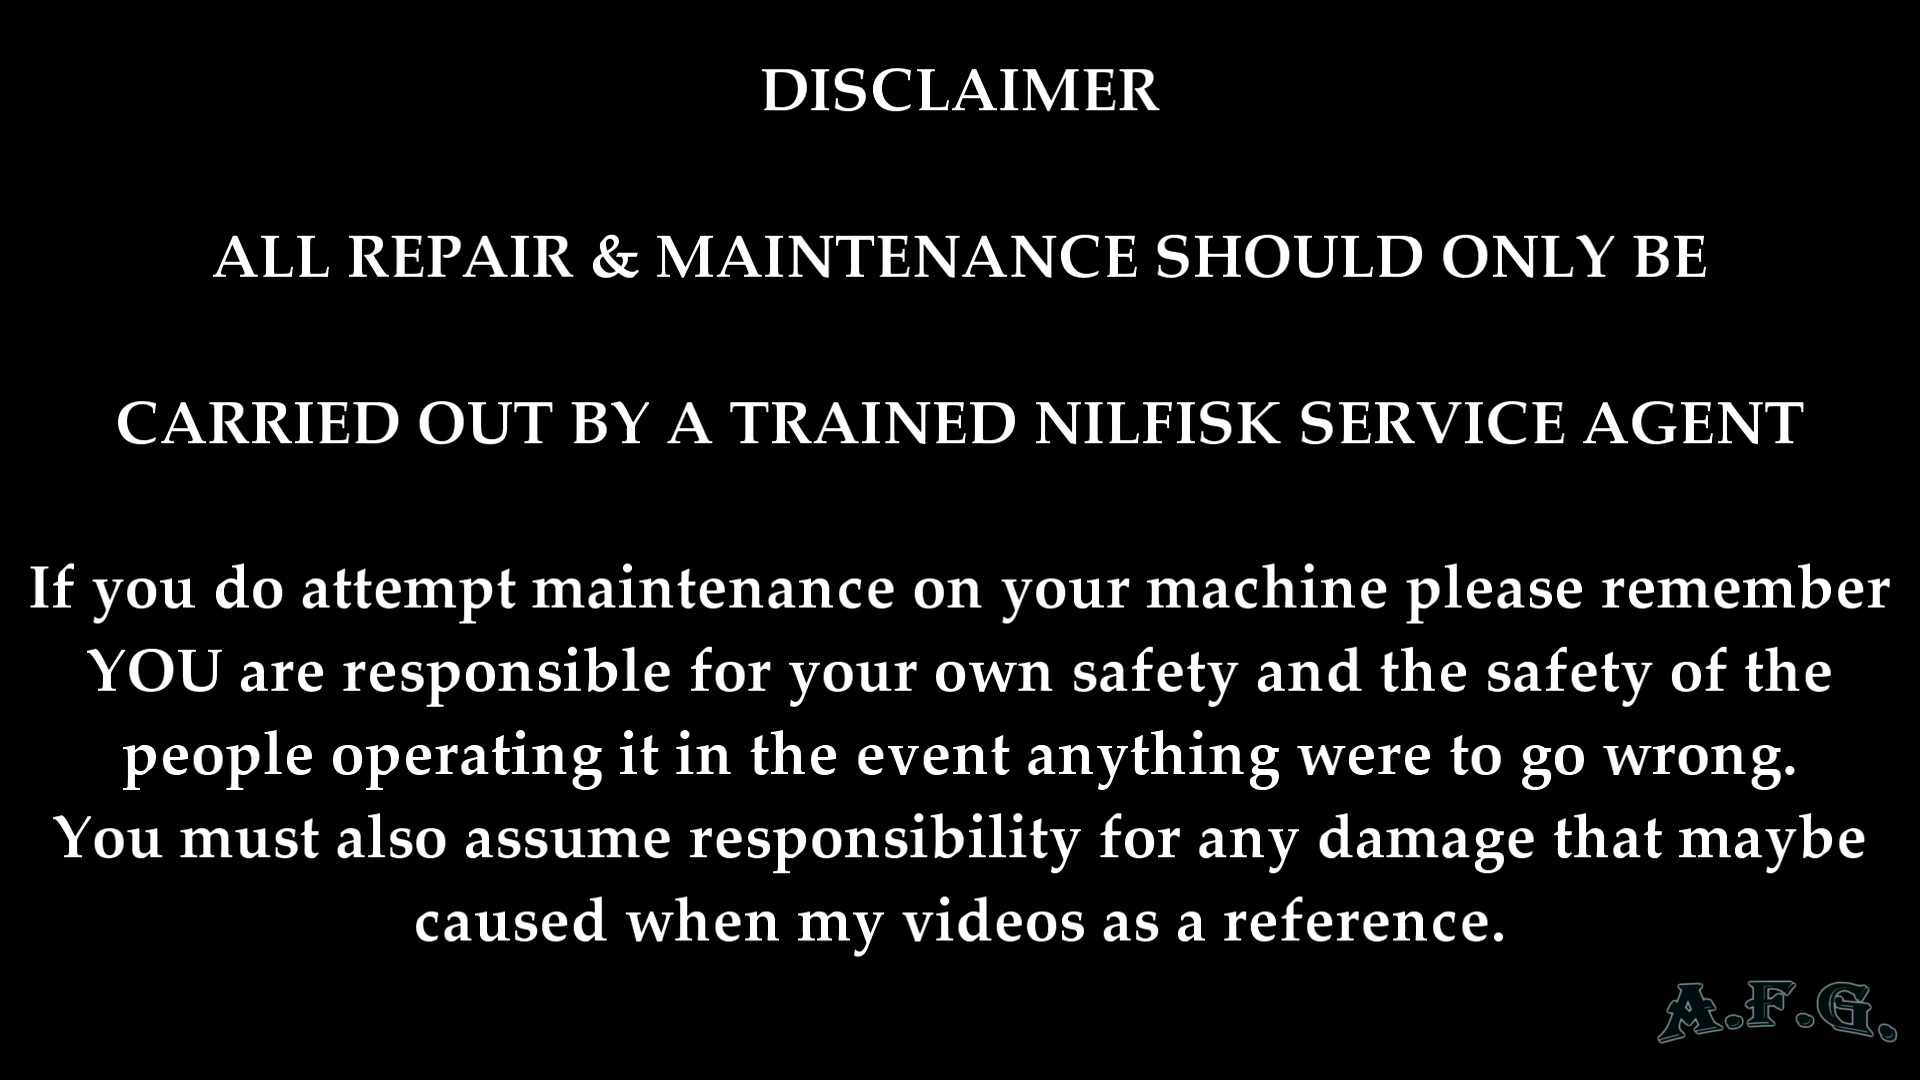 DISCLAIMER
ALL REPAIR & MAINTENANCE SHOULD ONLY BE
CARRIED OUT BY A TRAINED NILFISK SERVICE AGENT
If you do attempt maintenance on your machine please remember
YOU are responsible for your own safety and the safety of the
people operating it in the event anything were to go wrong.
You must also assume responsibility for any damage that maybe
caused when my videos as a reference.
A.F.G.